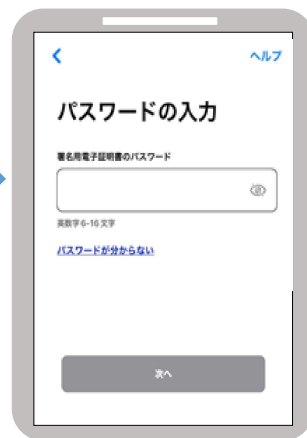 ヘルプ
パスワードの入力
署名用電子証明書のパスワード
英数字6-16文字
パスワードが分からない
次へ